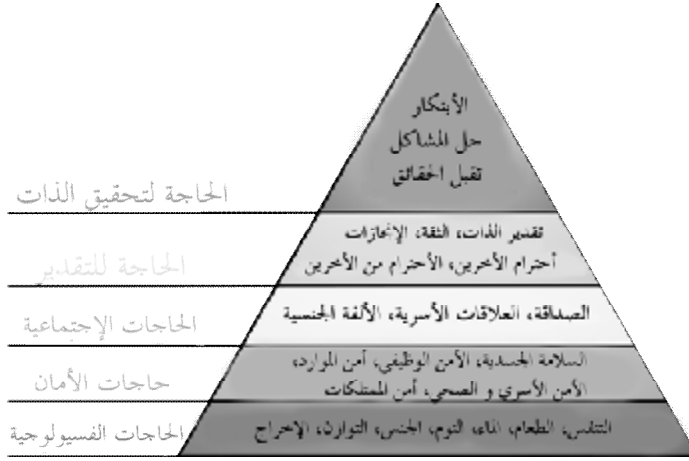 الأبتكار
حل المشاكل
تقبل الحقائق
الحاجة لتحقيق الذات
تقدير الذات، الثقة، الإنجازات
أحترام الأخرين، الأحترام من الأخرين
الحاجة للتقدير
الصداقة، العلاقات الأسرية، الألفة الجنسية
الحاجات الإجتماعية
السلامة الجسدية، الأمن الوظيفي، أمن الموارد،
الأمن الأسري و الصحي، أمن الممتلكات
حاجات الأمان
التنفس، الطعام، الماء، النوم، الجنس، التوازن، الإخراج
الحاجات الفسيولوجية